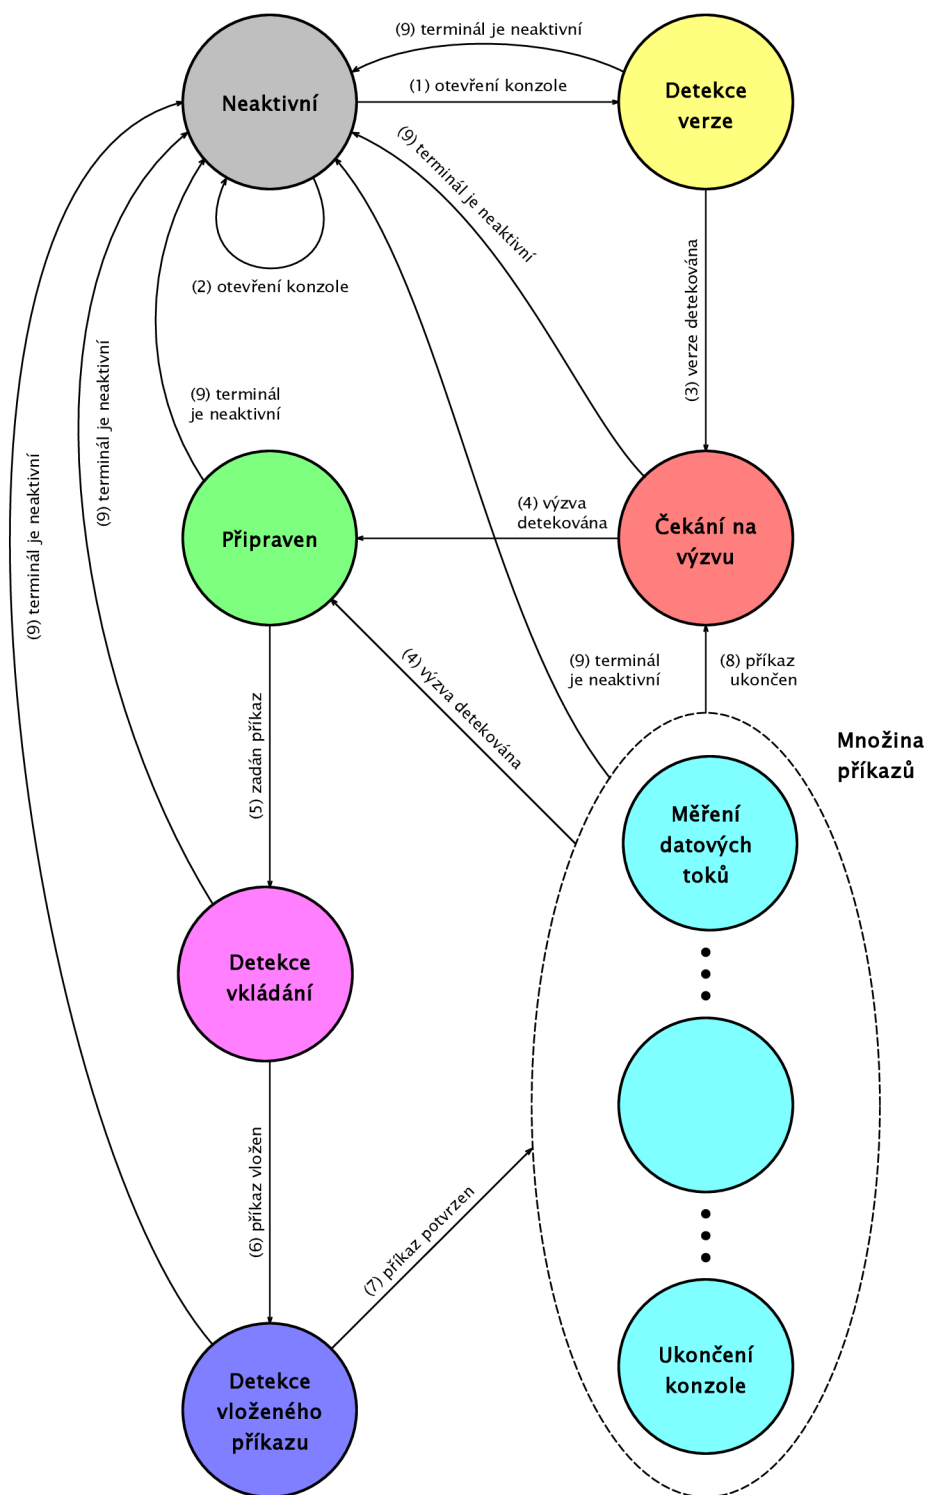 (9) terminál je neaktivní
(1) otevření konzole
Neaktivní
Detekce
verze
(9) terminál je neaktivní
(2) otevření konzole
(3) verze detekována
(9) terminál je neaktivní
(9) terminál
je neaktivní
(9) terminál je neaktivní
(4) výzva
detekována
Připraven
Čekání na
výzvu
(4) výzva detekována
(9) terminál
je neaktivní
(8) příkaz
ukončen
(5) zadán příkaz
Množina
příkazů
Měření
datových
toků
Detekce
vkládání
(6) příkaz vložen
(7) příkaz potvrzen
Ukončení
konzole
Detekce
vloženého
příkazu